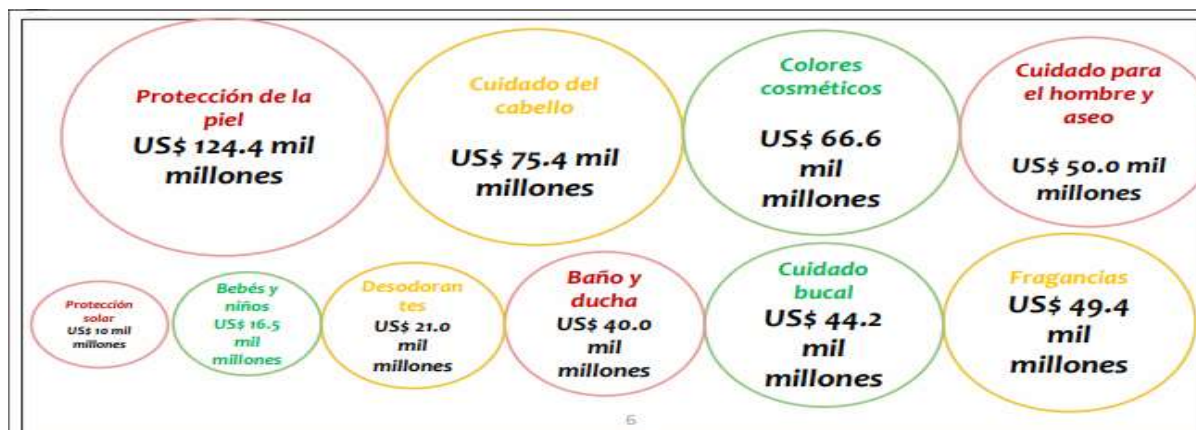 Protección de la
piel
US$ 124.4 mil
millones
Cuidado del
cabello
US$ 75.4 mil
millones
Colores
cosméticos
US$ 66.6
mil
millones
Cuidado para
el hombre y
aseo
US$ 50.0 mil
millones
Protección
solar
US$ 10 mil
millones
Bebés y
niños
US$ 16.5
mil
millones
Desodoran
tes
US$ 21.0
mil
millones
Baño y
ducha
US$ 40.0
mil
millones
Cuidado
bucal
US$ 44.2
mil
millones
Fragancias
US$ 49.4
mil
millones
6